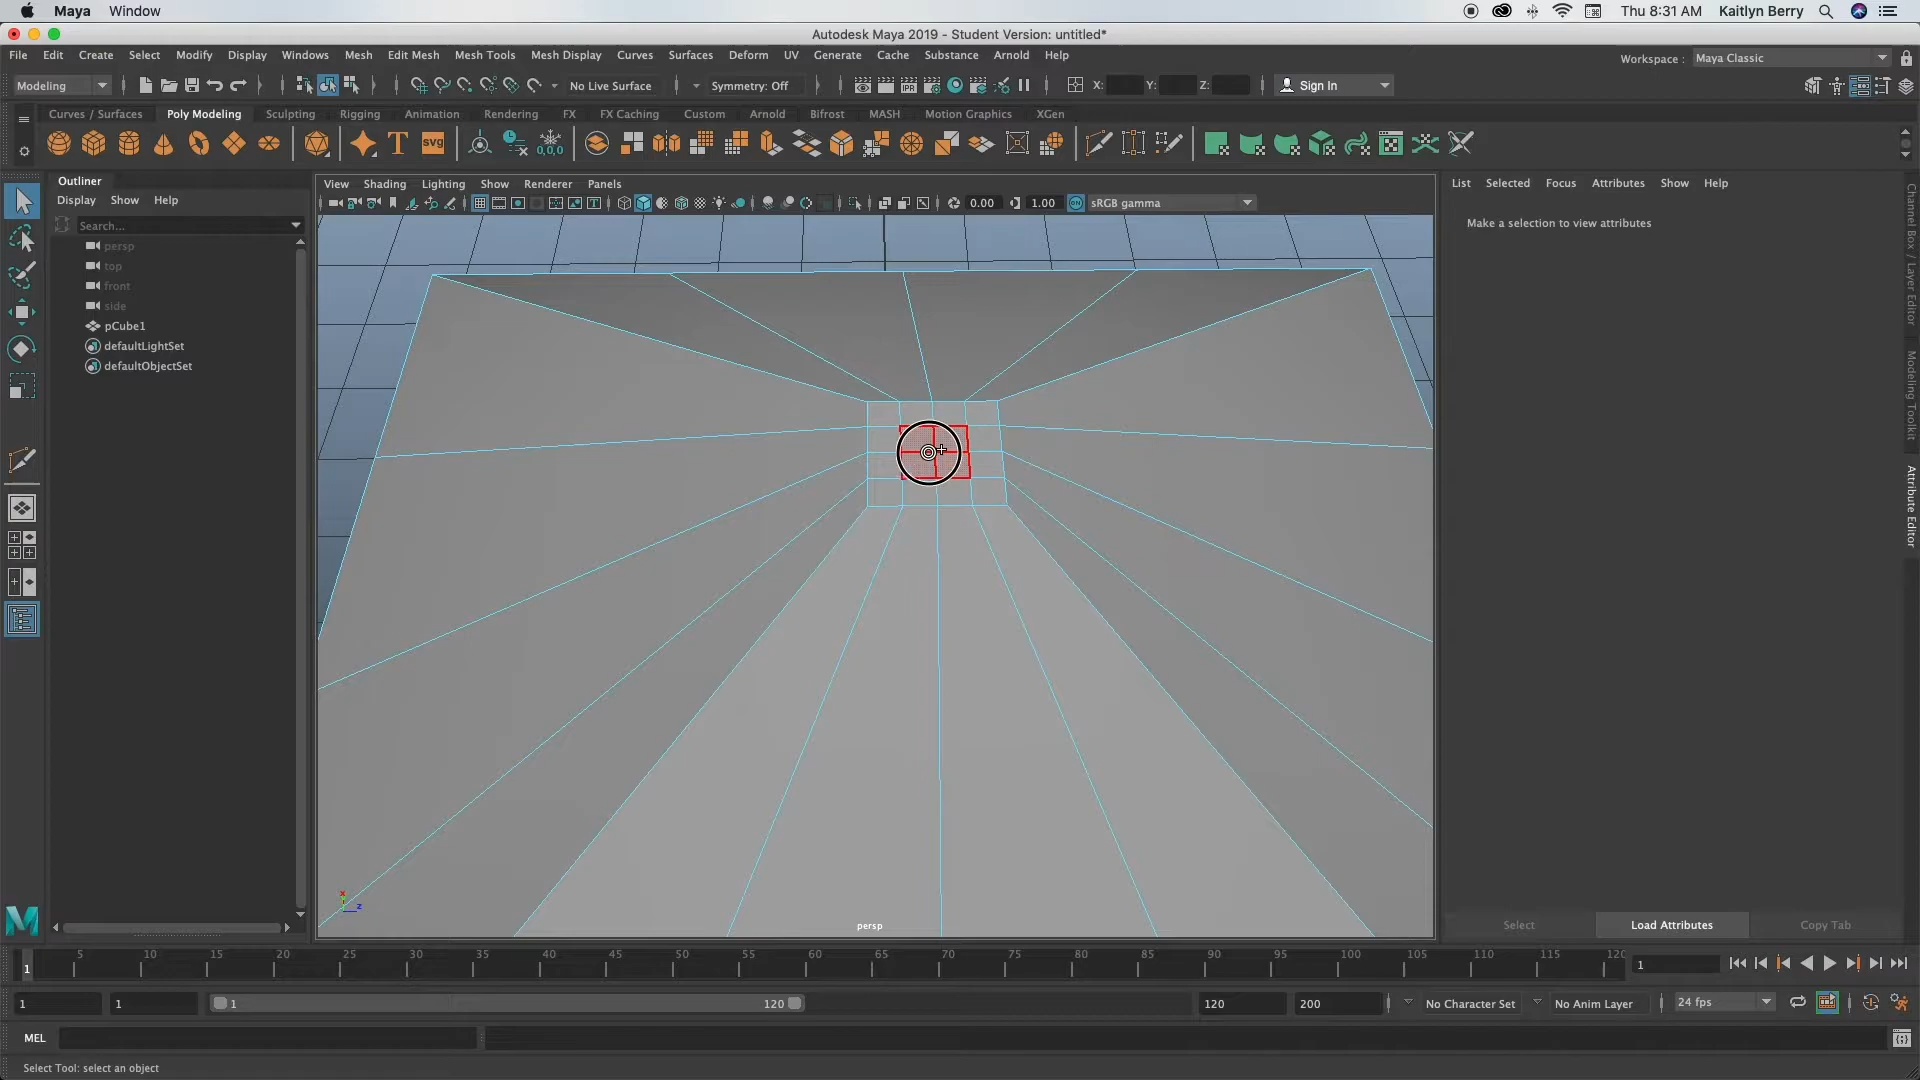 Maya Window Thu 8:31 AM Kaitlyn Berry
Autodesk Maya 2019 - Student Version: untitled*
File Edit Create Select Modify Display Windows Mesh Edit Mesh Mesh Tools Mesh Display Curves Surfaces Deform UV Generate Cache Substance Arnold Help
Workspace : Maya Classic
Modeling No Live Surface Symmetry: Off IPR X: Y: Z: Sign In
Curves / Surfaces Poly Modeling Sculpting Rigging Animation Rendering FX FX Caching Custom Arnold Bifrost MASH Motion Graphics XGen
T SVG 0,0,0
Outliner
Display Show Help
Search...
persp
top
front
side
pCube1
defaultLightSet
defaultObjectSet
View Shading Lighting Show Renderer Panels
0.00 1.00 ON sRGB gamma
x
z
persp
List Selected Focus Attributes Show Help
Make a selection to view attributes
Select Load Attributes Copy Tab
Channel Box / Layer Editor
Modeling Toolkit
Attribute Editor
1 5 10 15 20 25 30 35 40 45 50 55 60 65 70 75 80 85 90 95 100 105 110 115 120 1
1 1 1 120 120 200 No Character Set No Anim Layer 24 fps
MEL
Select Tool: select an object